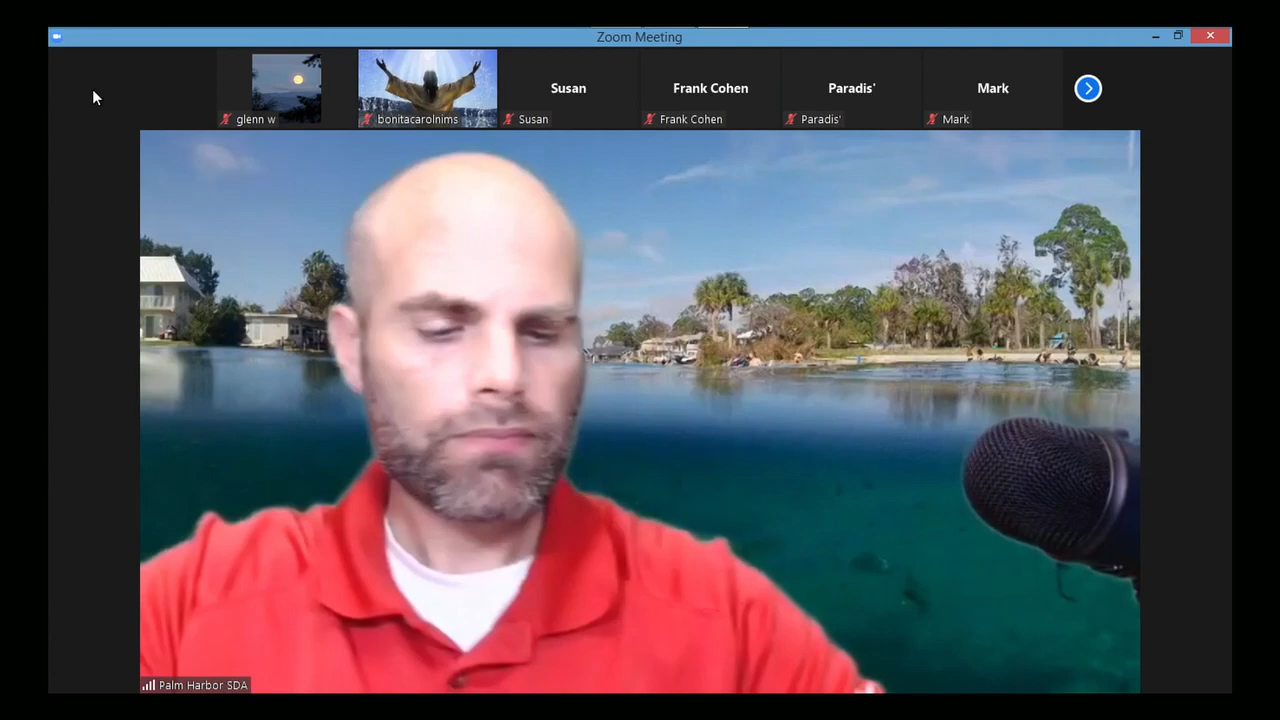 Zoom Meeting
Susan
Frank Cohen
Paradis'
Mark
glenn w
bonitacarolnims
Susan
Frank Cohen
Paradis'
Mark
Palm Harbor SDA